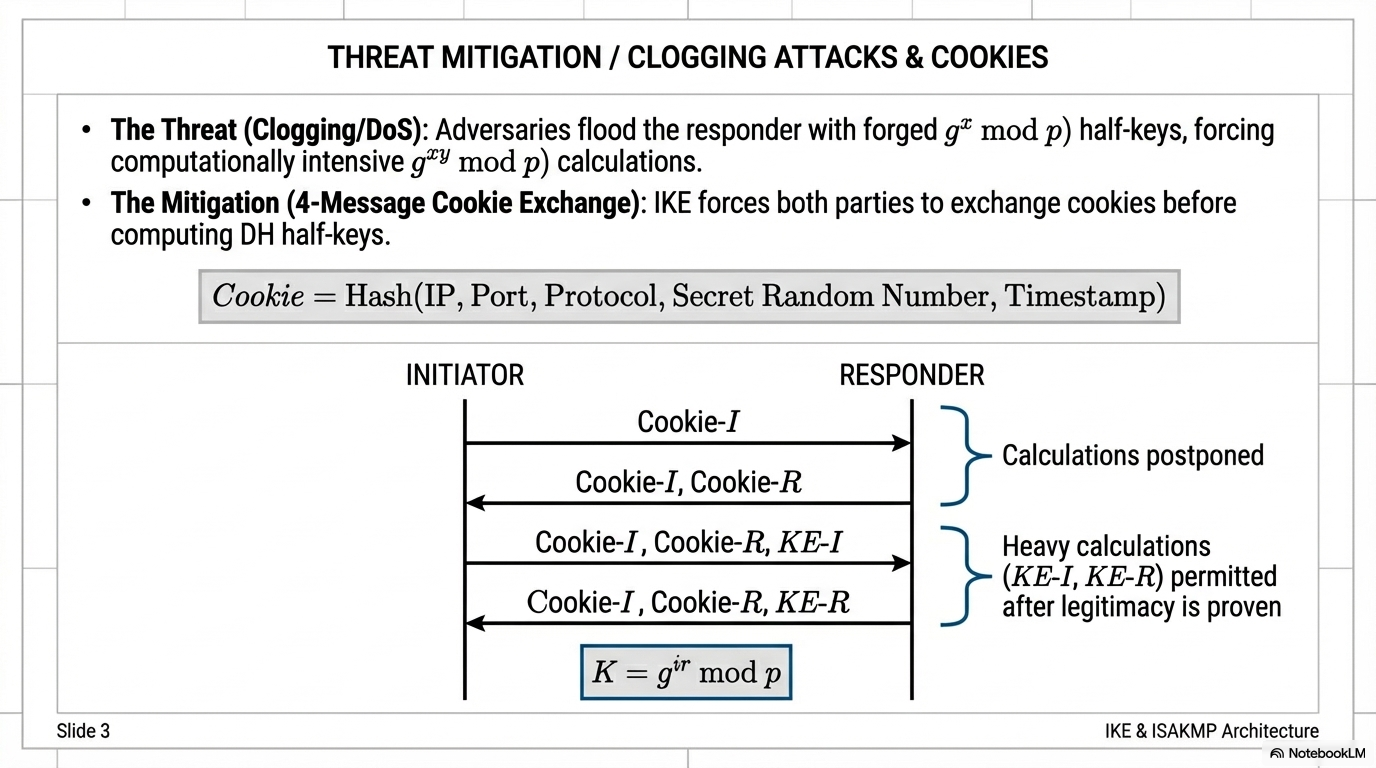 THREAT MITIGATION / CLOGGING ATTACKS & COOKIES
• The Threat (Clogging/DoS): Adversaries flood the responder with forged g^x mod p) half-keys, forcing
computationally intensive g^xy mod p) calculations.
• The Mitigation (4-Message Cookie Exchange): IKE forces both parties to exchange cookies before
computing DH half-keys.
Cookie = Hash(IP, Port, Protocol, Secret Random Number, Timestamp)
INITIATOR
RESPONDER
Cookie-I
Cookie-I, Cookie-R
Calculations postponed
Cookie-I, Cookie-R, KE-I
Cookie-I, Cookie-R, KE-R
Heavy calculations
(KE-I, KE-R) permitted
after legitimacy is proven
K = g^ir mod p
Slide 3
IKE & ISAKMP Architecture
NotebookLM